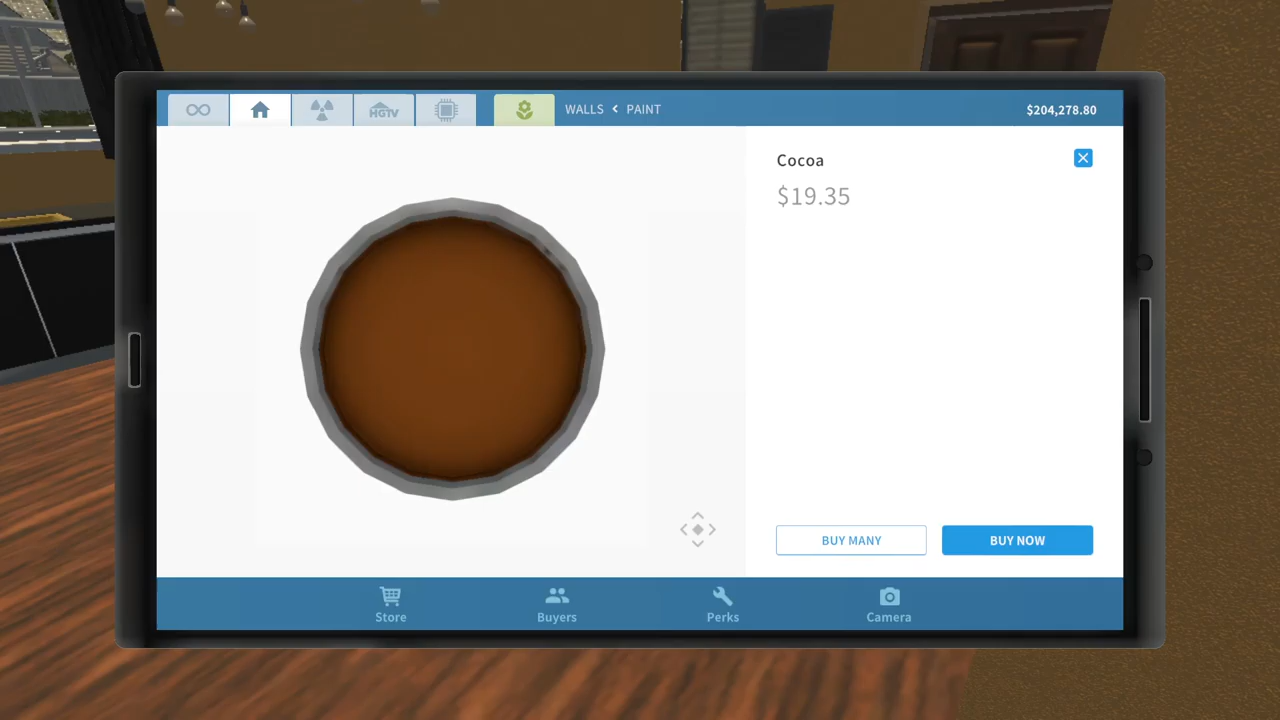 HGTV
WALLS < PAINT
$204,278.80
Cocoa
$19.35
BUY MANY
BUY NOW
Store
Buyers
Perks
Camera